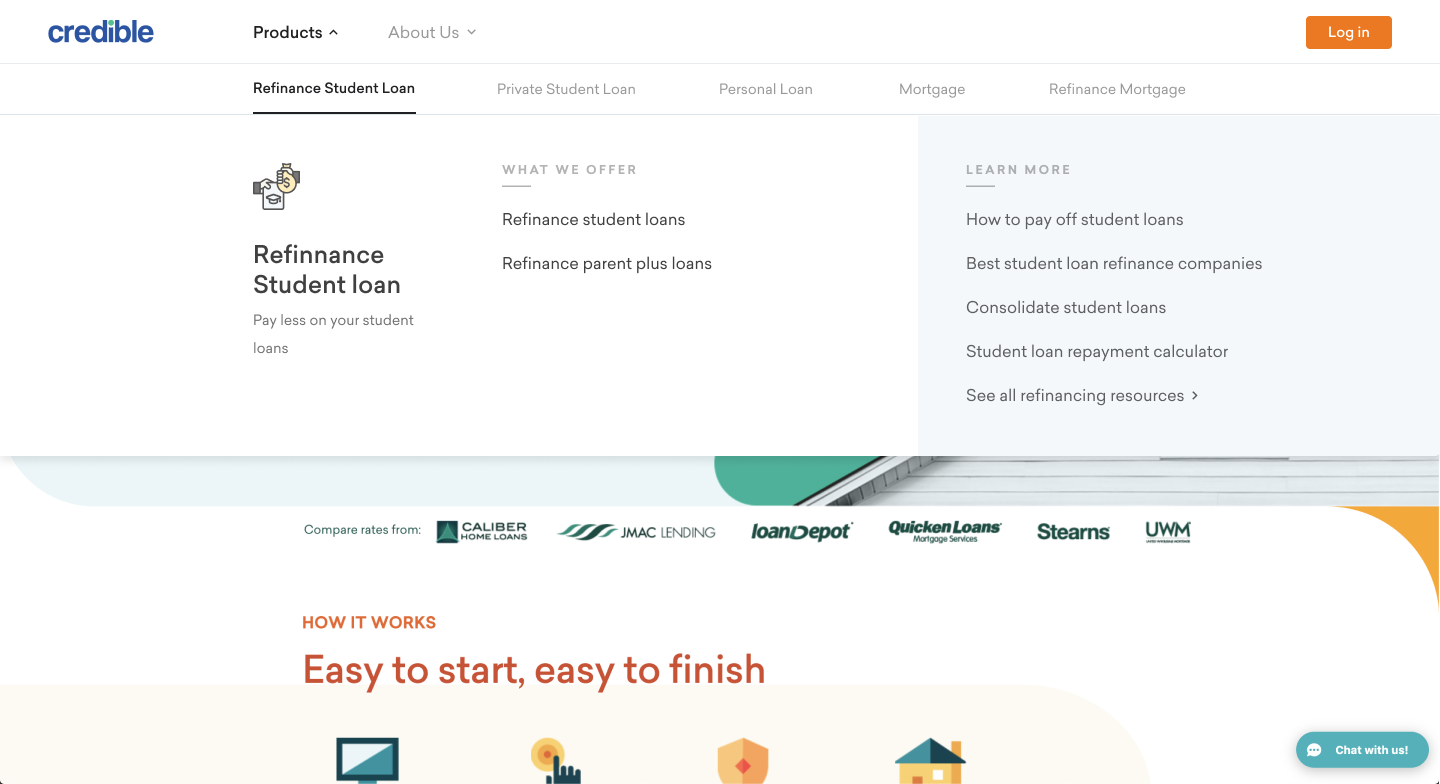 credible
Products
About Us
Log in
Refinance Student Loan
Private Student Loan
Personal Loan
Mortgage
Refinance Mortgage
Refinnance
Student loan
Pay less on your student
loans
WHAT WE OFFER
Refinance student loans
Refinance parent plus loans
LEARN MORE
How to pay off student loans
Best student loan refinance companies
Consolidate student loans
Student loan repayment calculator
See all refinancing resources
Compare rates from:
CALIBER
HOME LOANS
JMAC LENDING
loanDepot
Quicken Loans
Mortgage Services
Stearns
UWM
HOW IT WORKS
Easy to start, easy to finish
Chat with us!